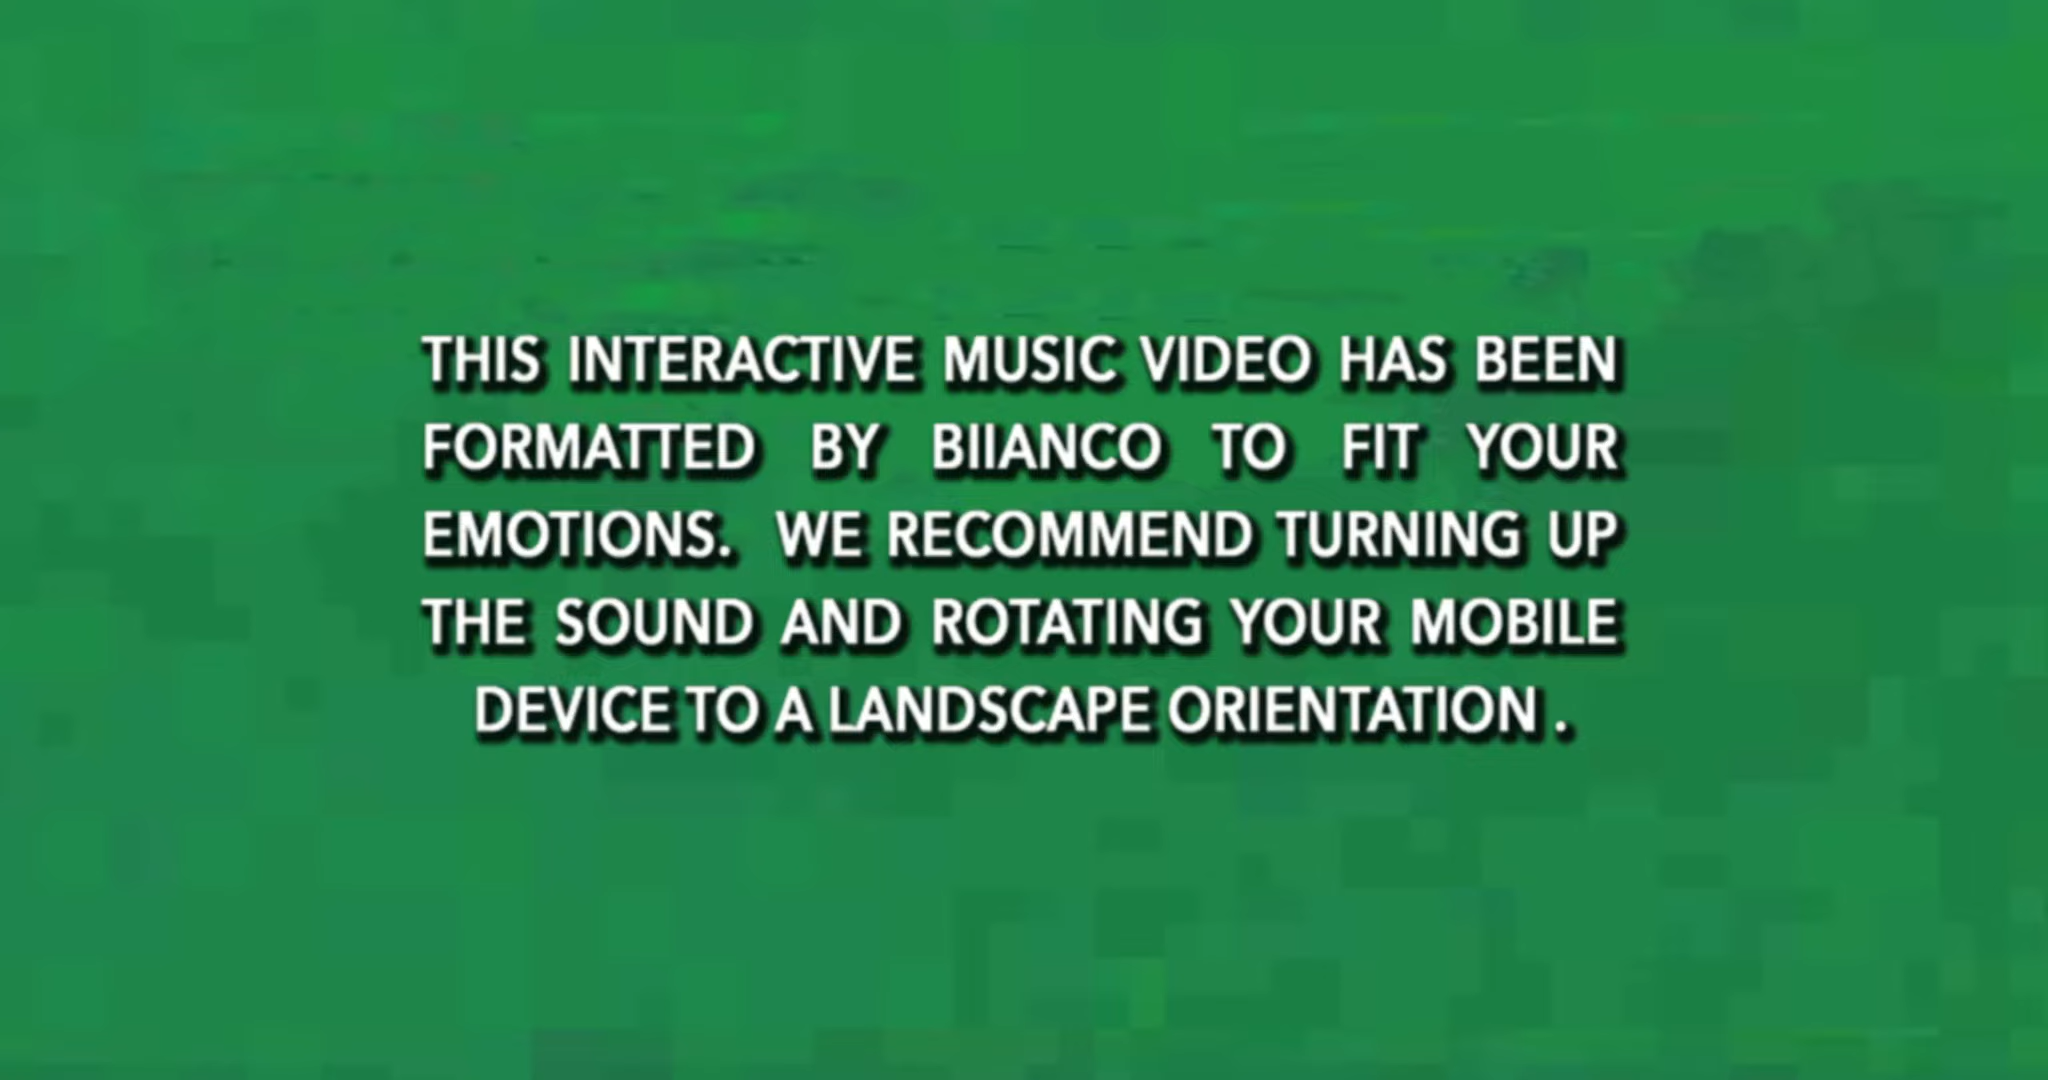 THIS INTERACTIVE MUSIC VIDEO HAS BEEN
FORMATTED BY BIIANCO TO FIT YOUR
EMOTIONS. WE RECOMMEND TURNING UP
THE SOUND AND ROTATING YOUR MOBILE
DEVICE TO A LANDSCAPE ORIENTATION .